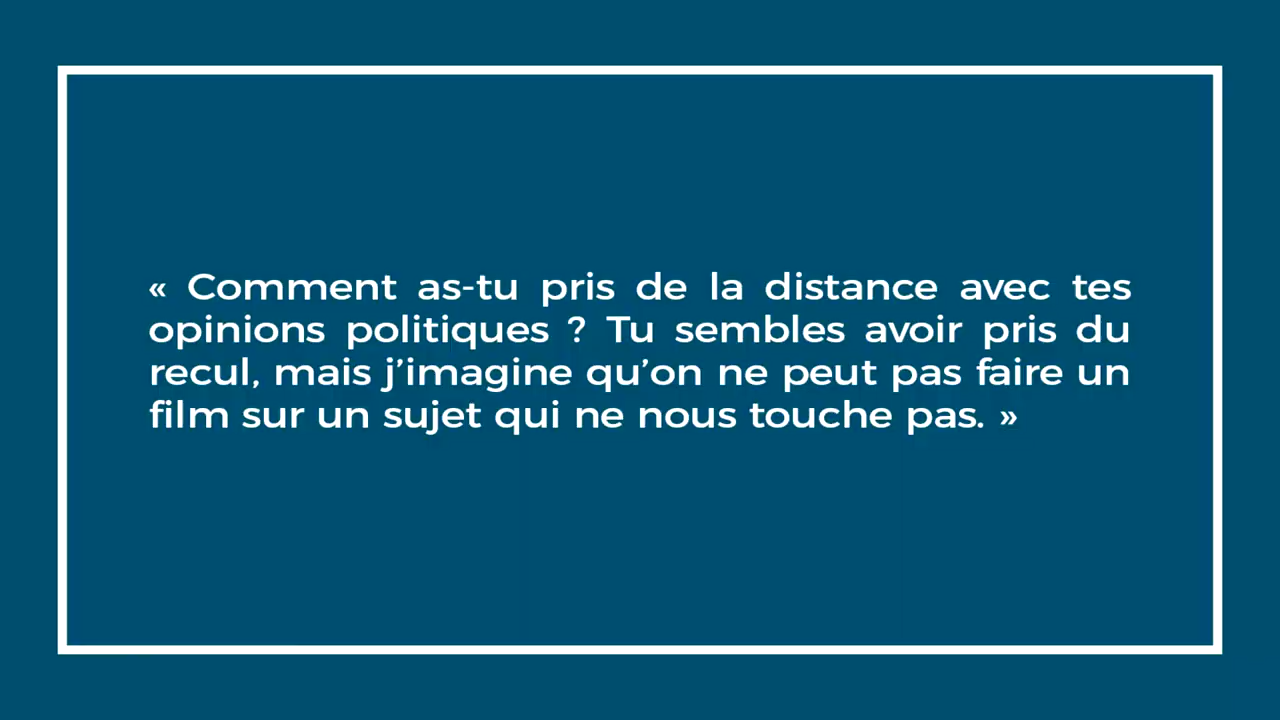 « Comment as-tu pris de la distance avec tes
opinions politiques ? Tu sembles avoir pris du
recul, mais j’imagine qu’on ne peut pas faire un
film sur un sujet qui ne nous touche pas. »